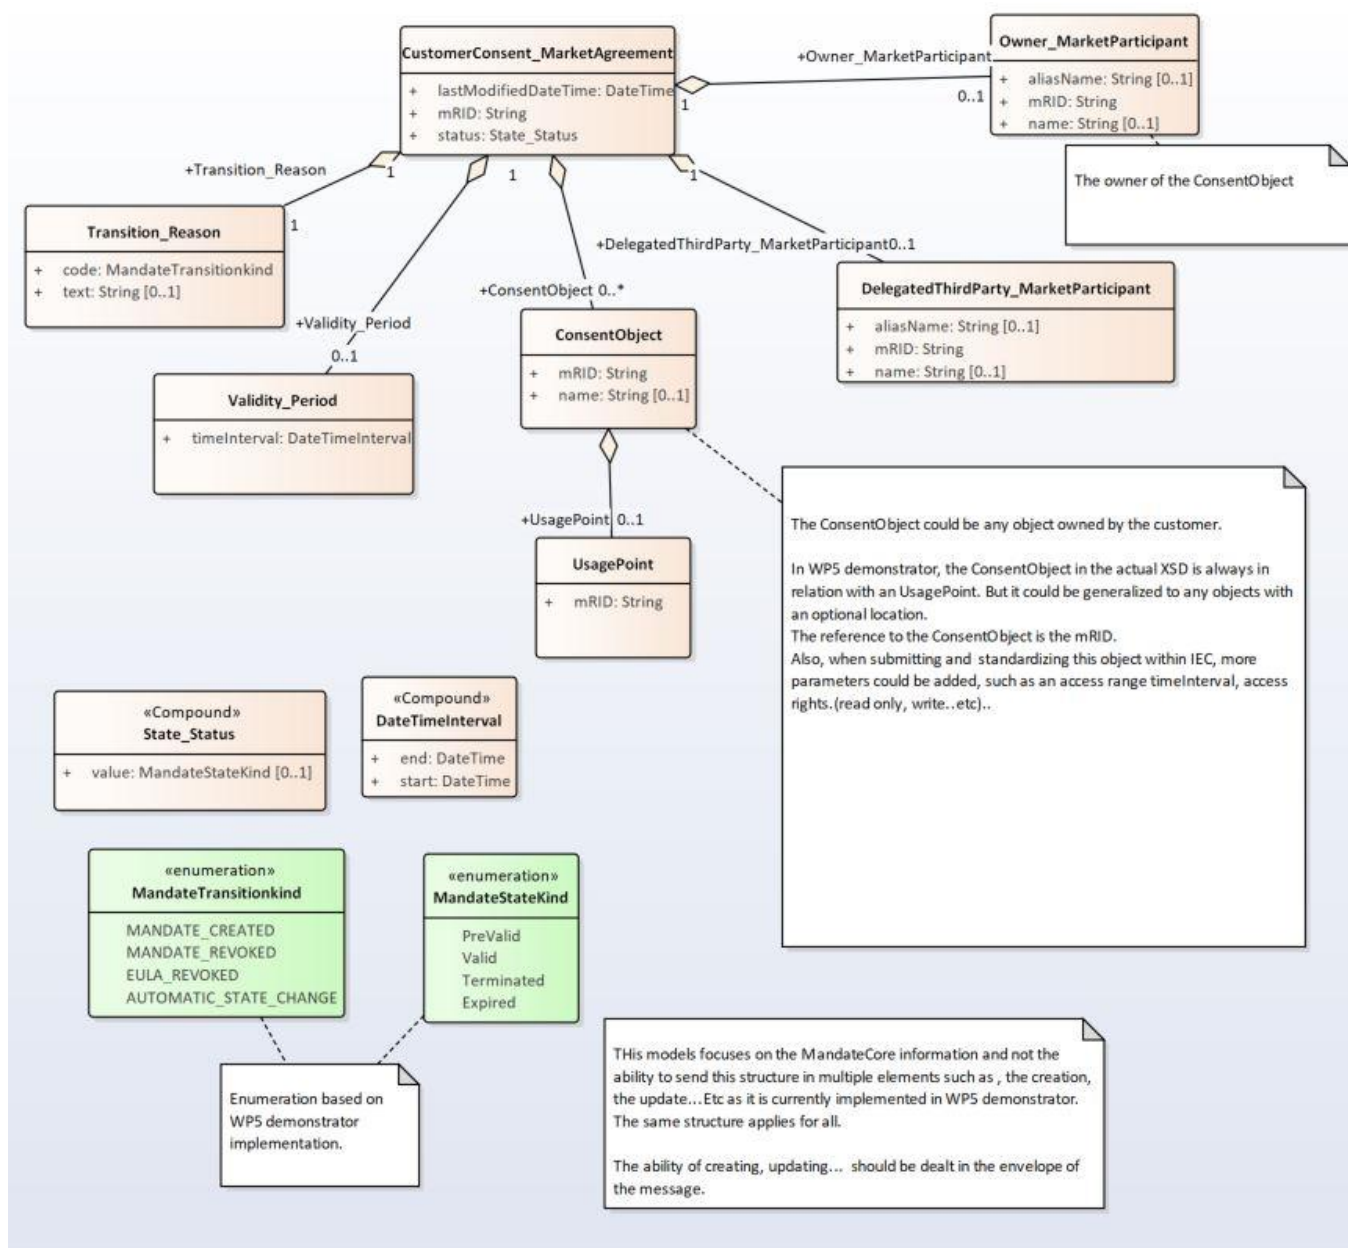 CustomerConsent_MarketAgreement
+ lastModifiedDateTime: DateTime
+ mRID: String
+ status: State_Status
+Owner_MarketParticipant
1
0..1
Owner_MarketParticipant
+ aliasName: String [0..1]
+ mRID: String
+ name: String [0..1]
The owner of the ConsentObject
+Transition_Reason
1
1
1
1
Transition_Reason
+ code: MandateTransitionkind
+ text: String [0..1]
+DelegatedThirdParty_MarketParticipant 0..1
DelegatedThirdParty_MarketParticipant
+ aliasName: String [0..1]
+ mRID: String
+ name: String [0..1]
+ConsentObject 0..*
+Validity_Period
0..1
ConsentObject
+ mRID: String
+ name: String [0..1]
Validity_Period
+ timeInterval: DateTimeInterval
+UsagePoint 0..1
UsagePoint
+ mRID: String
The ConsentObject could be any object owned by the customer.
In WP5 demonstrator, the ConsentObject in the actual XSD is always in
relation with an UsagePoint. But it could be generalized to any objects with
an optional location.
The reference to the ConsentObject is the mRID.
Also, when submitting and standardizing this object within IEC, more
parameters could be added, such as an access range timeInterval, access
rights.(read only, write..etc)..
«Compound»
State_Status
+ value: MandateStateKind [0..1]
«Compound»
DateTimeInterval
+ end: DateTime
+ start: DateTime
«enumeration»
MandateTransitionkind
MANDATE_CREATED
MANDATE_REVOKED
EULA_REVOKED
AUTOMATIC_STATE_CHANGE
«enumeration»
MandateStateKind
PreValid
Valid
Terminated
Expired
Enumeration based on
WP5 demonstrator
implementation.
THis models focuses on the MandateCore information and not the
ability to send this structure in multiple elements such as , the creation,
the update...Etc as it is currently implemented in WP5 demonstrator.
The same structure applies for all.
The ability of creating, updating... should be dealt in the envelope of
the message.